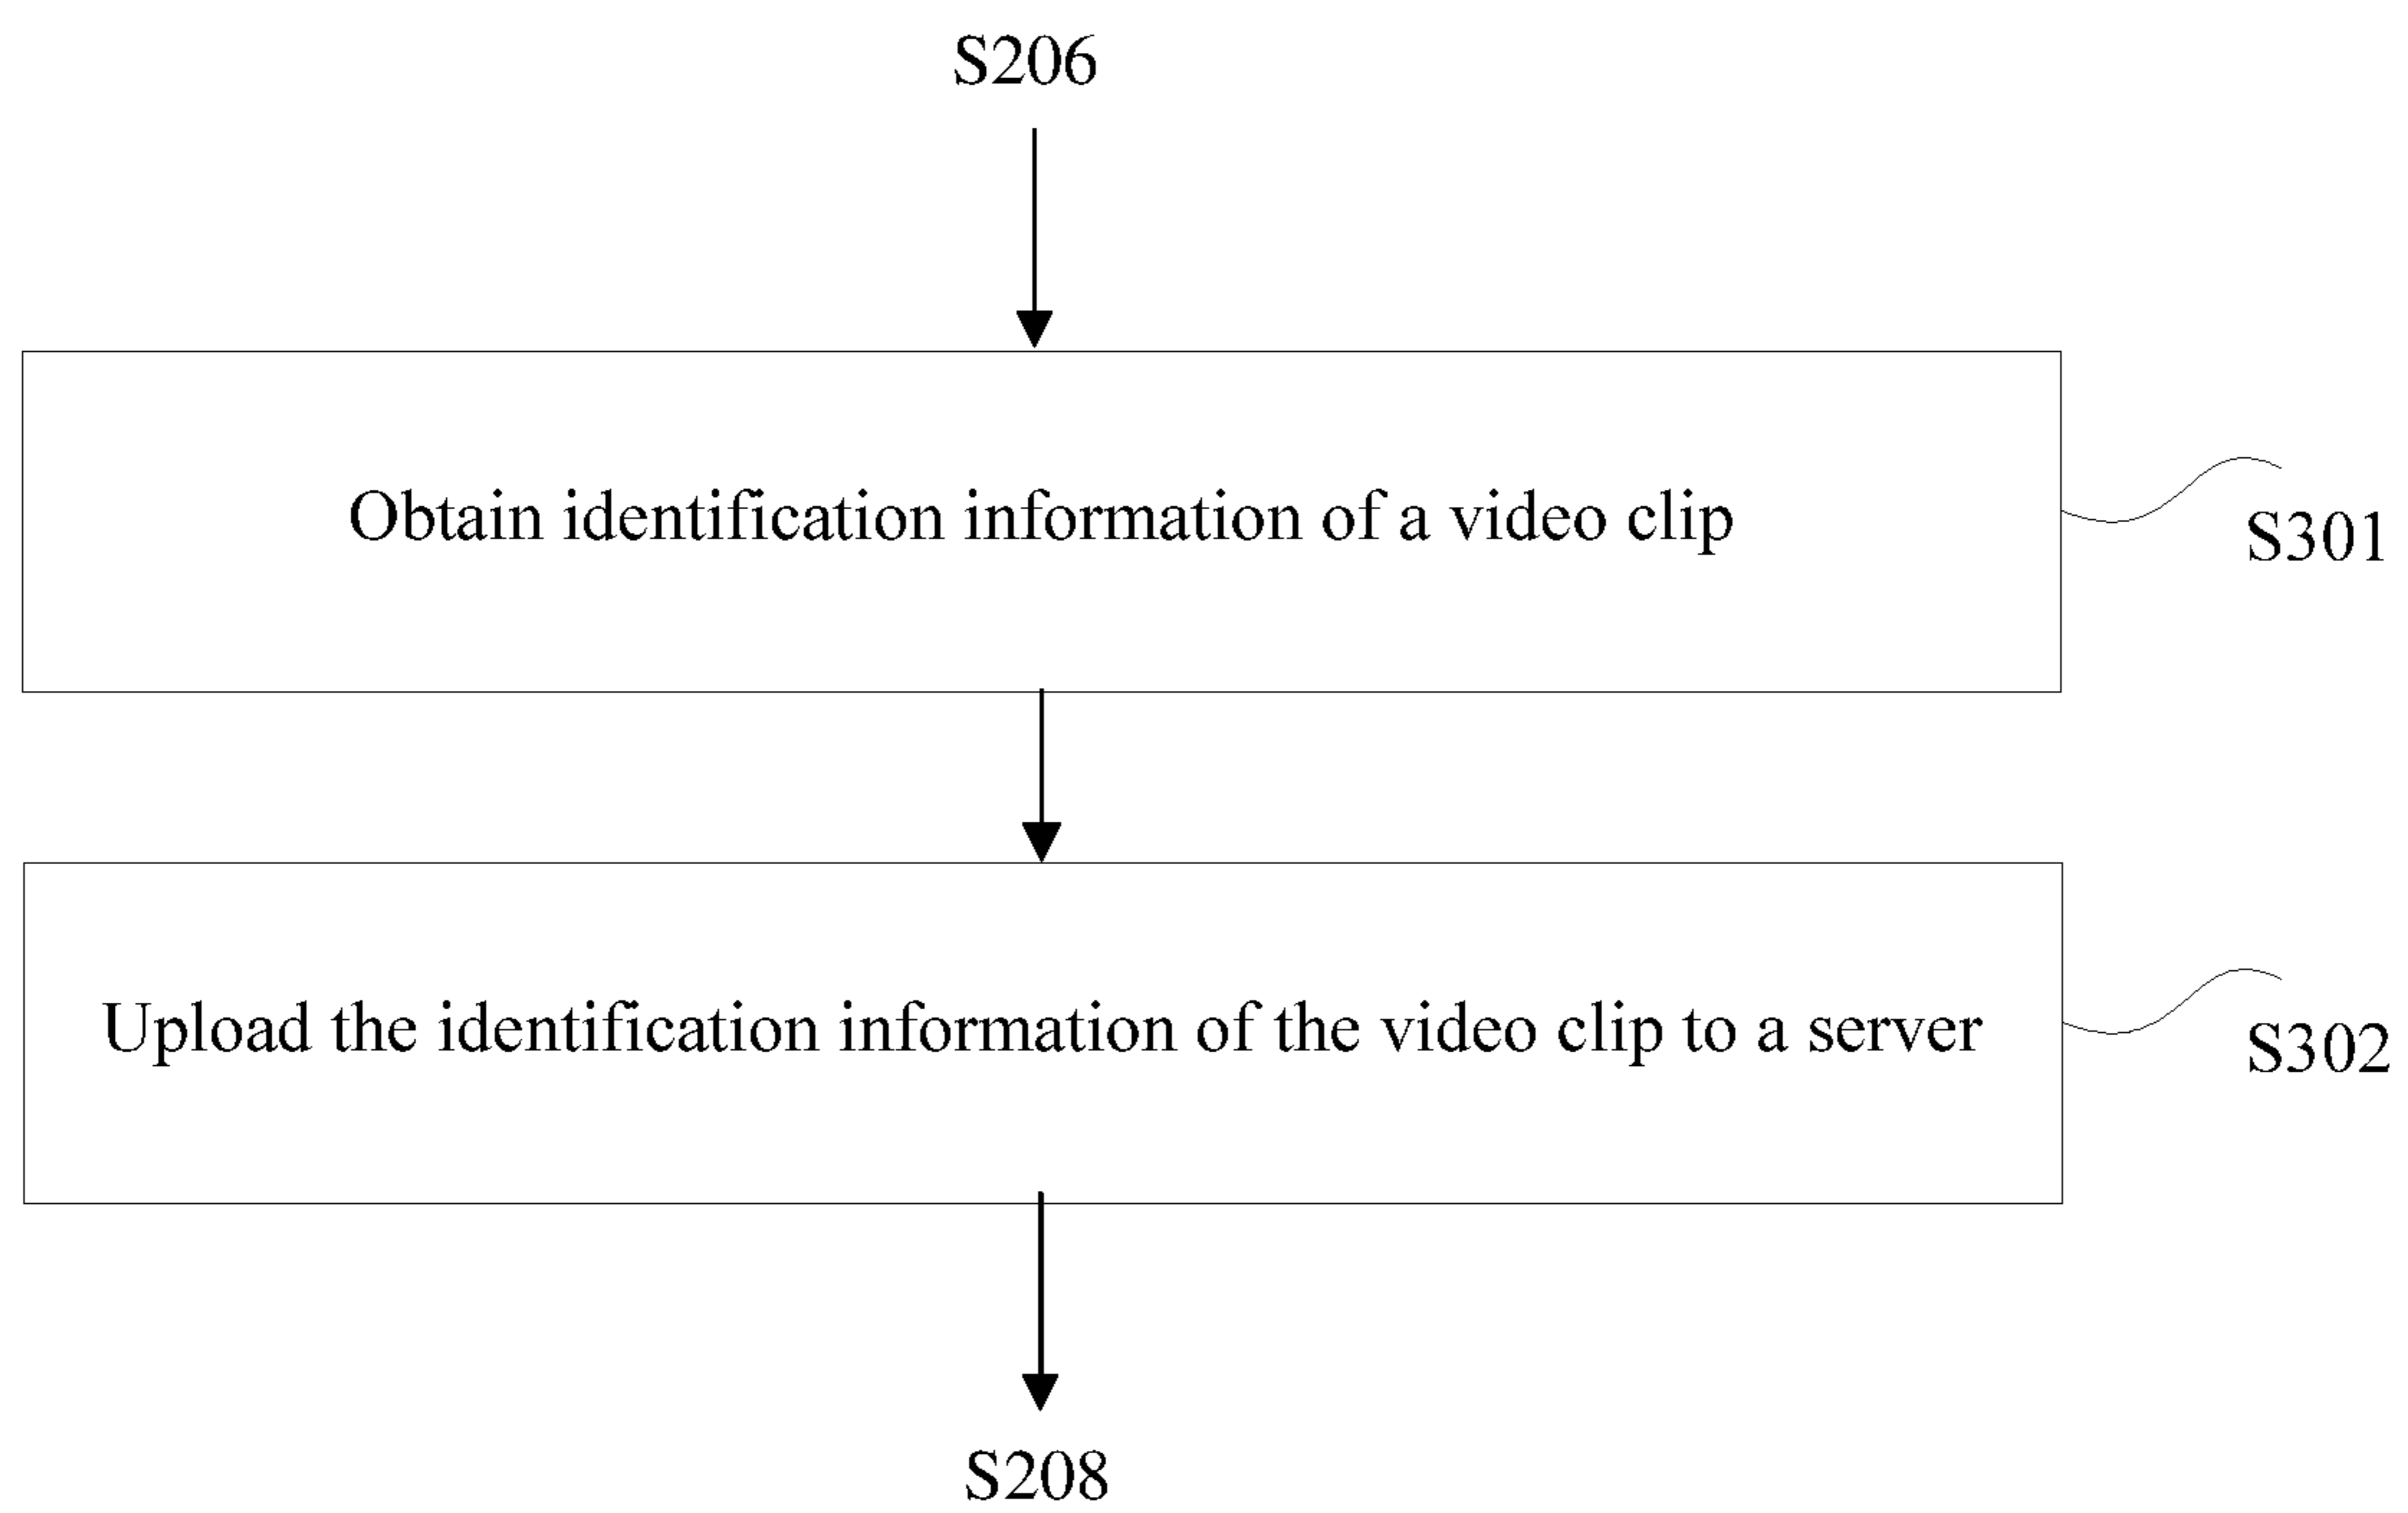 S206
Obtain identification information of a video clip
S301
Upload the identification information of the video clip to a server
S302
S208